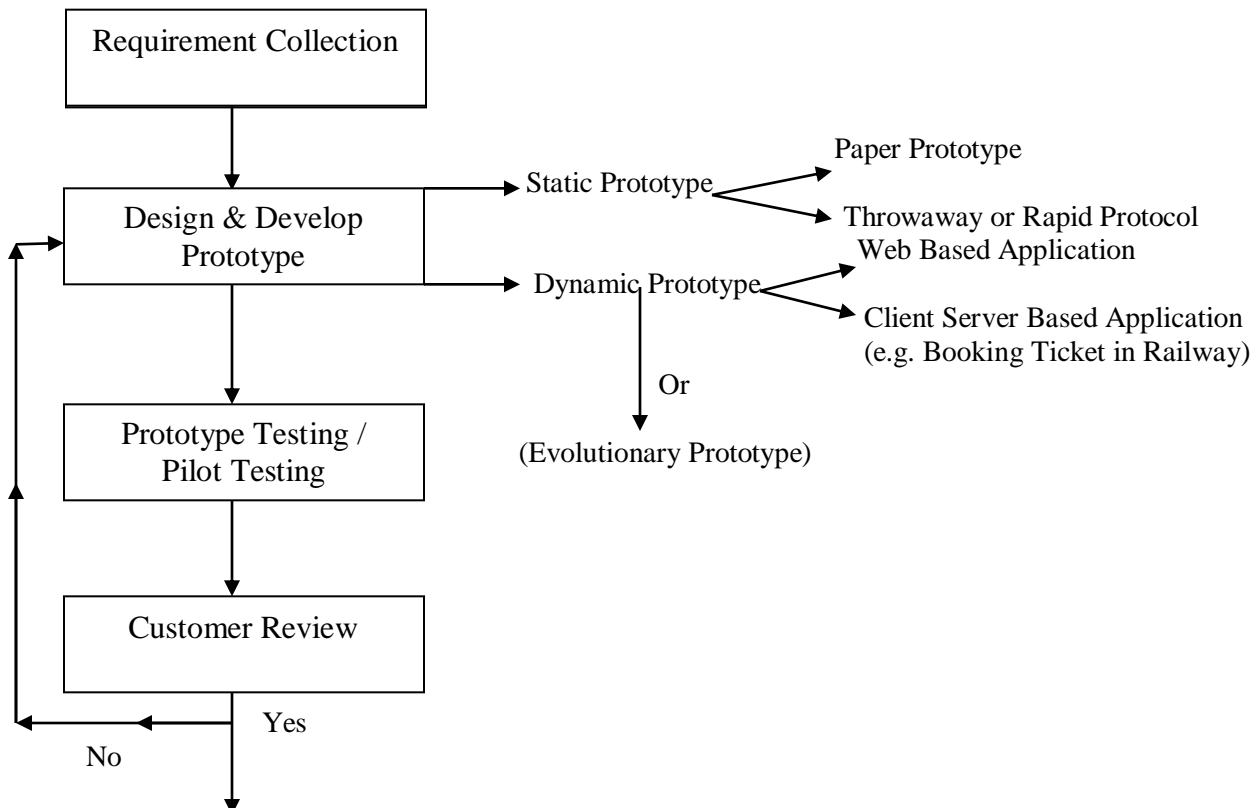 Requirement Collection
Design & Develop
Prototype
Static Prototype
Paper Prototype
Throwaway or Rapid Protocol
Dynamic Prototype
Web Based Application
Client Server Based Application
(e.g. Booking Ticket in Railway)
Or
(Evolutionary Prototype)
Prototype Testing /
Pilot Testing
Customer Review
Yes
No